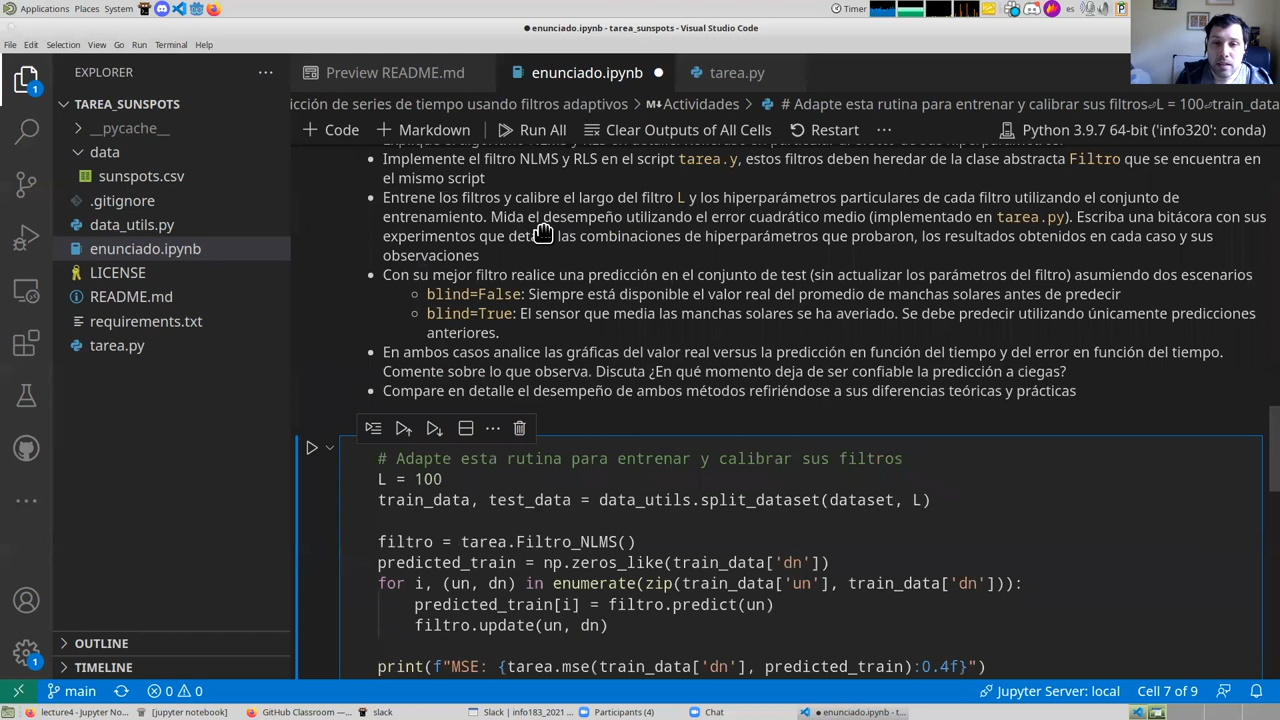 Applications Places System
Timer
es
enunciado.ipynb - tarea_sunspots - Visual Studio Code
File Edit Selection View Go Run Terminal Help
EXPLORER
Preview README.md
enunciado.ipynb
tarea.py
TAREA_SUNSPOTS
icción de series de tiempo usando filtros adaptivos > Actividades > # Adapte esta rutina para entrenar y calibrar sus filtros⏎L = 100⏎train_data
__pycache__
+ Code + Markdown Run All Clear Outputs of All Cells Restart ... Python 3.9.7 64-bit ('info320': conda)
data
sunspots.csv
.gitignore
data_utils.py
enunciado.ipynb
LICENSE
README.md
requirements.txt
tarea.py
Implemente el filtro NLMS y RLS en el script tarea.y, estos filtros deben heredar de la clase abstracta Filtro que se encuentra en
el mismo script
Entrene los filtros y calibre el largo del filtro L y los hiperparámetros particulares de cada filtro utilizando el conjunto de
entrenamiento. Mida el desempeño utilizando el error cuadrático medio (implementado en tarea.py). Escriba una bitácora con sus
experimentos que las combinaciones de hiperparámetros que probaron, los resultados obtenidos en cada caso y sus
observaciones
Con su mejor filtro realice una predicción en el conjunto de test (sin actualizar los parámetros del filtro) asumiendo dos escenarios
blind=False: Siempre está disponible el valor real del promedio de manchas solares antes de predecir
blind=True: El sensor que media las manchas solares se ha averiado. Se debe predecir utilizando únicamente predicciones
anteriores.
En ambos casos analice las gráficas del valor real versus la predicción en función del tiempo y del error en función del tiempo.
Comente sobre lo que observa. Discuta ¿En qué momento deja de ser confiable la predicción a ciegas?
Compare en detalle el desempeño de ambos métodos refiriéndose a sus diferencias teóricas y prácticas
# Adapte esta rutina para entrenar y calibrar sus filtros
L = 100
train_data, test_data = data_utils.split_dataset(dataset, L)
filtro = tarea.Filtro_NLMS()
predicted_train = np.zeros_like(train_data['dn'])
for i, (un, dn) in enumerate(zip(train_data['un'], train_data['dn'])):
predicted_train[i] = filtro.predict(un)
filtro.update(un, dn)
print(f"MSE: {tarea.mse(train_data['dn'], predicted_train):0.4f}")
OUTLINE
TIMELINE
main 0 0 Jupyter Server: local Cell 7 of 9
lecture4 - Jupyter No... [jupyter notebook] GitHub Classroom —... slack Slack | info183_2021 ... Participants (4) Chat enunciado.ipynb - t...